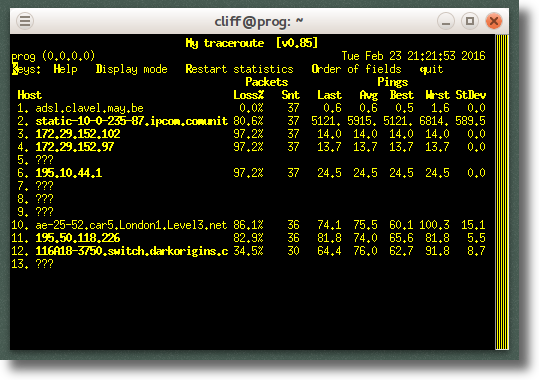 cliff@prog: ~
My traceroute  [v0.85]
prog (0.0.0.0)                                Tue Feb 23 21:21:53 2016
Keys:  Help   Display mode   Restart statistics   Order of fields   quit
Packets               Pings
Host                                Loss%   Snt   Last   Avg  Best  Wrst StDev
1. adsl.clavel.may.be                0.0%    37    0.6   0.6   0.5   1.6   0.0
2. static-10-0-235-87.ipcom.comunit 80.6%    37  5121. 5915. 5121. 6814. 589.5
3. 172.29.152.102                   97.2%    37   14.0  14.0  14.0  14.0   0.0
4. 172.29.152.97                    97.2%    37   13.7  13.7  13.7  13.7   0.0
5. ???
6. 195.10.44.1                      97.2%    37   24.5  24.5  24.5  24.5   0.0
7. ???
8. ???
9. ???
10. ae-25-52.car5.London1.Level3.net 86.1%    36   74.1  75.5  60.1 100.3  15.1
11. 195.50.118.226                   82.9%    36   81.8  74.0  65.6  81.8   5.5
12. 116A18-3750.switch.darkorigins.c 34.5%    30   64.4  76.0  62.7  91.8   8.7
13. ???